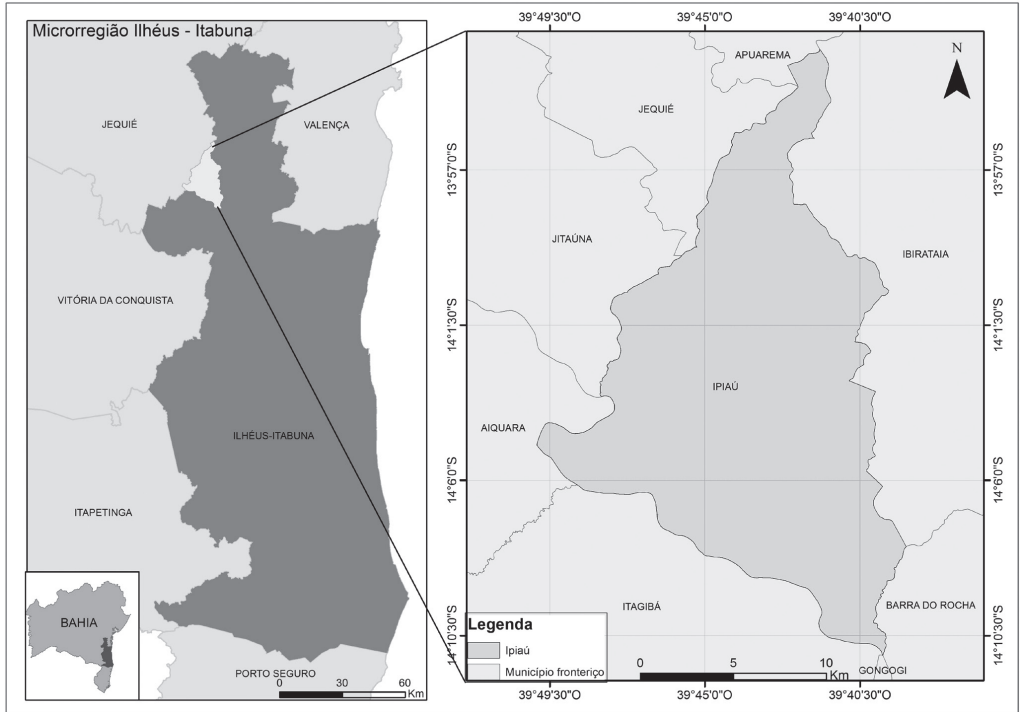 Microrregião Ilhéus - Itabuna
JEQUIÉ
VALENÇA
VITÓRIA DA CONQUISTA
ILHÉUS-ITABUNA
ITAPETINGA
BAHIA
PORTO SEGURO
0 30 60
Km
39°49'30"O 39°45'0"O 39°40'30"O
N
APUAREMA
JEQUIÉ
13°57'0"S 13°57'0"S
JITAÚNA
IBIRATAIA
14°1'30"S 14°1'30"S
IPIAÚ
AIQUARA
14°6'0"S 14°6'0"S
ITAGIBÁ
BARRA DO ROCHA
14°10'30"S 14°10'30"S
GONGOGI
Legenda
Ipiaú
Município fronteriço
0 5 10
Km
39°49'30"O 39°45'0"O 39°40'30"O